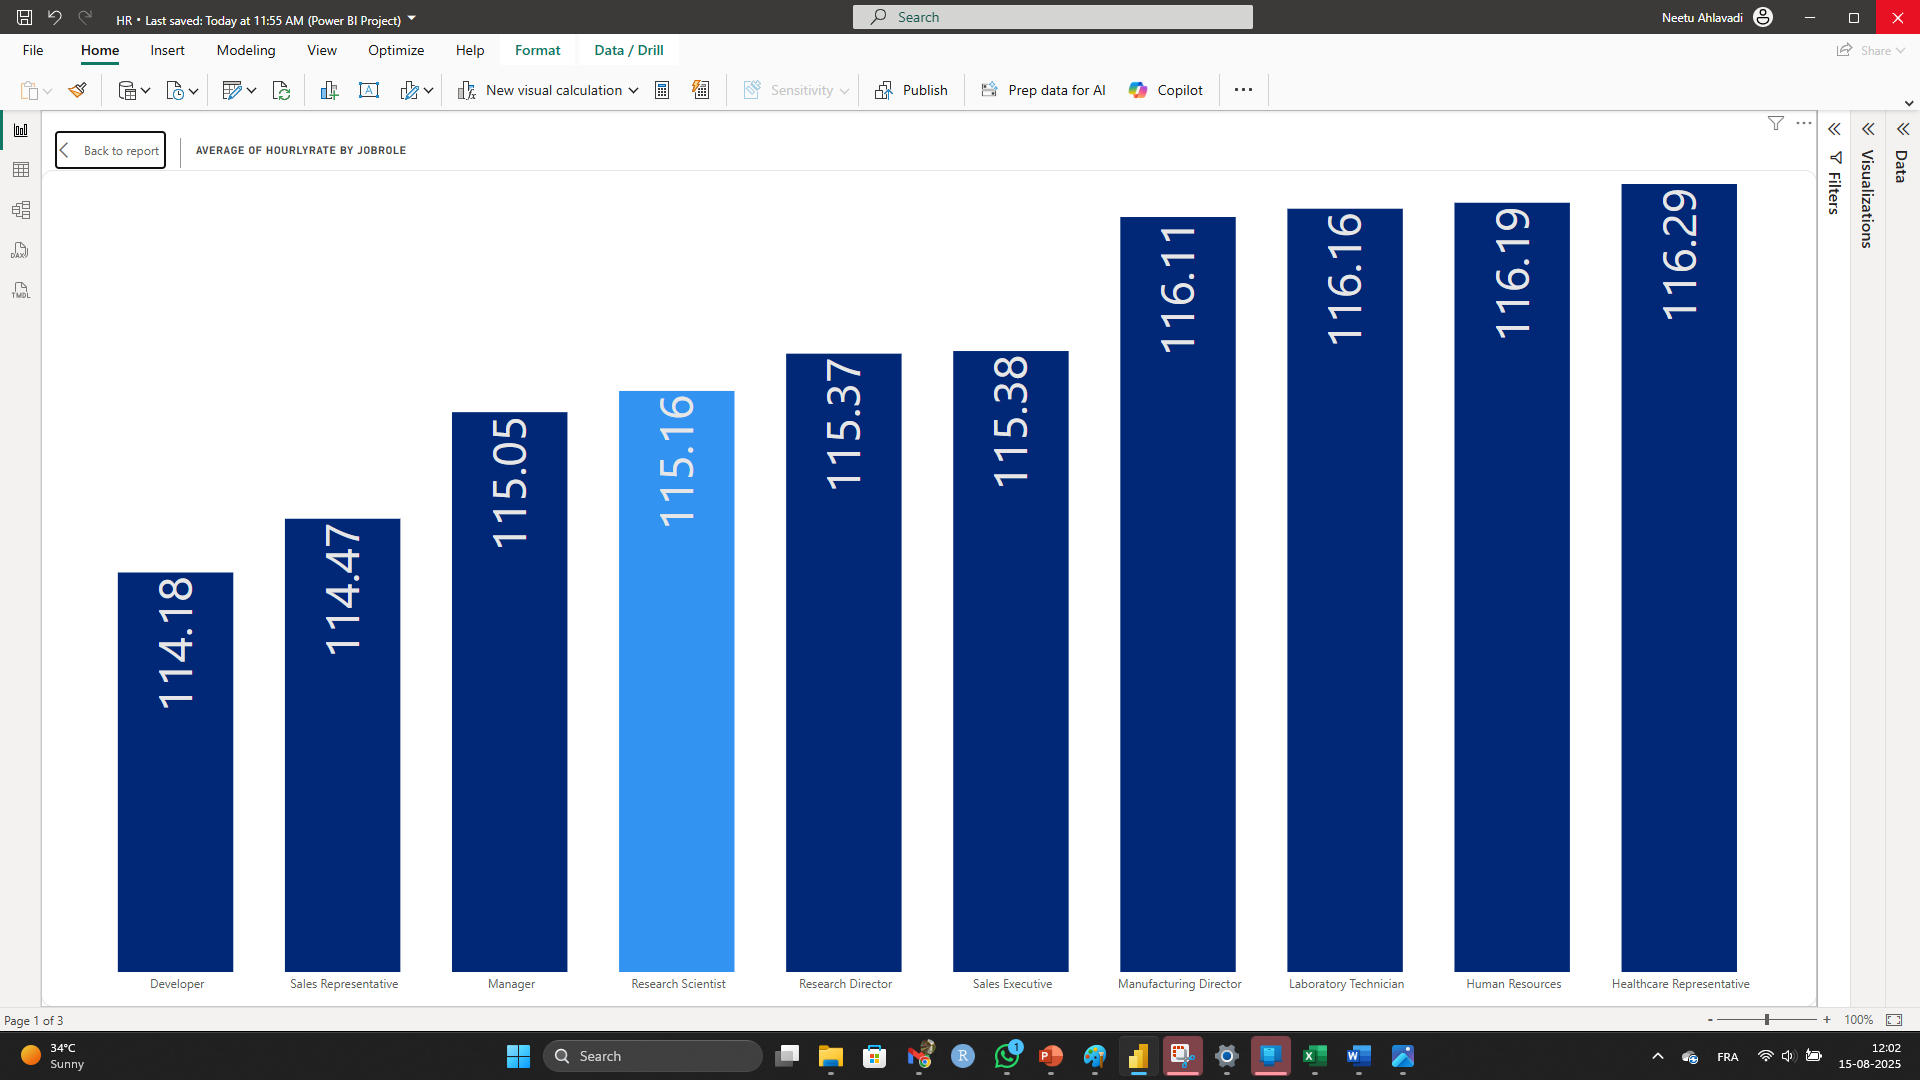 HR • Last saved: Today at 11:55 AM (Power BI Project)
Search
Neetu Ahlavadi
File Home Insert Modeling View Optimize Help Format Data / Drill
Share
New visual calculation
Sensitivity
Publish
Prep data for AI
Copilot
Back to report
AVERAGE OF HOURLYRATE BY JOBROLE
Filters
Visualizations
Data
DAX
TMDL
114.18
114.47
115.05
115.16
115.37
115.38
116.11
116.16
116.19
116.29
Developer Sales Representative Manager Research Scientist Research Director Sales Executive Manufacturing Director Laboratory Technician Human Resources Healthcare Representative
Page 1 of 3
- + 100%
34°C
Sunny
Search
R
1
P
X
W
FRA
12:02
15-08-2025